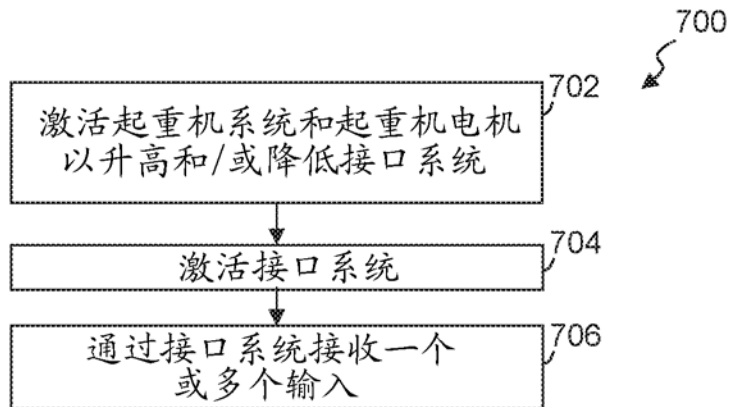 700
702
激活起重机系统和起重机电机
以升高和/或降低接口系统
704
激活接口系统
706
通过接口系统接收一个
或多个输入